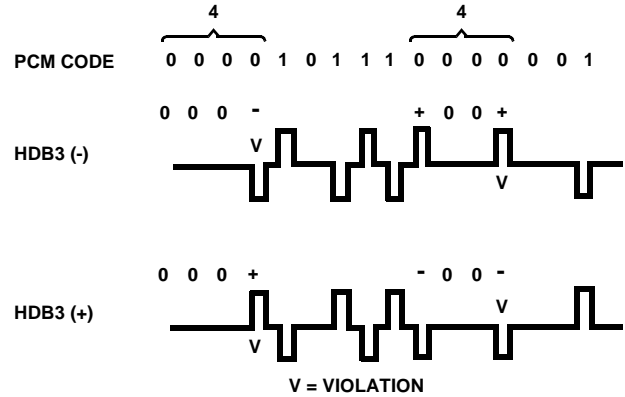 4 4
PCM CODE 0 0 0 0 1 0 1 1 1 0 0 0 0 0 0 1
0 0 0 - + 0 0 +
V
HDB3 (-)
V
0 0 0 + - 0 0 -
V
HDB3 (+)
V
V = VIOLATION